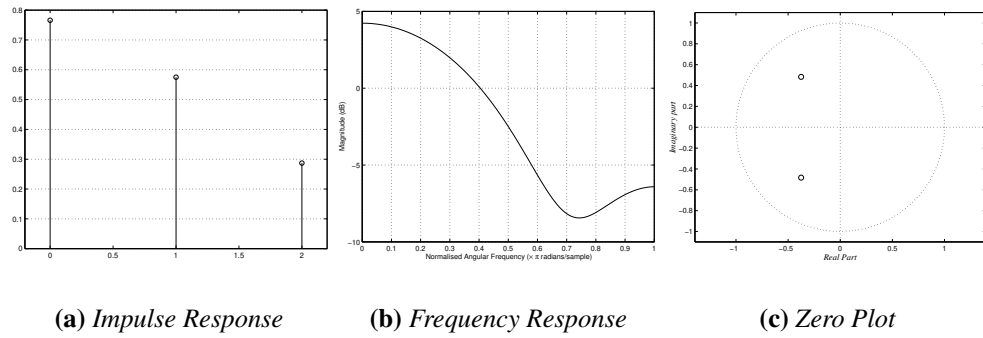 0.8
0.7
0.6
0.5
0.4
0.3
0.2
0.1
0
0 0.5 1 1.5 2
5
0
−5
−10
Magnitude (dB)
0 0.1 0.2 0.3 0.4 0.5 0.6 0.7 0.8 0.9 1
Normalised Angular Frequency (× π radians/sample)
1
0.8
0.6
0.4
0.2
0
−0.2
−0.4
−0.6
−0.8
−1
Imaginary part
−1 −0.5 0 0.5 1
Real Part
(a) Impulse Response
(b) Frequency Response
(c) Zero Plot